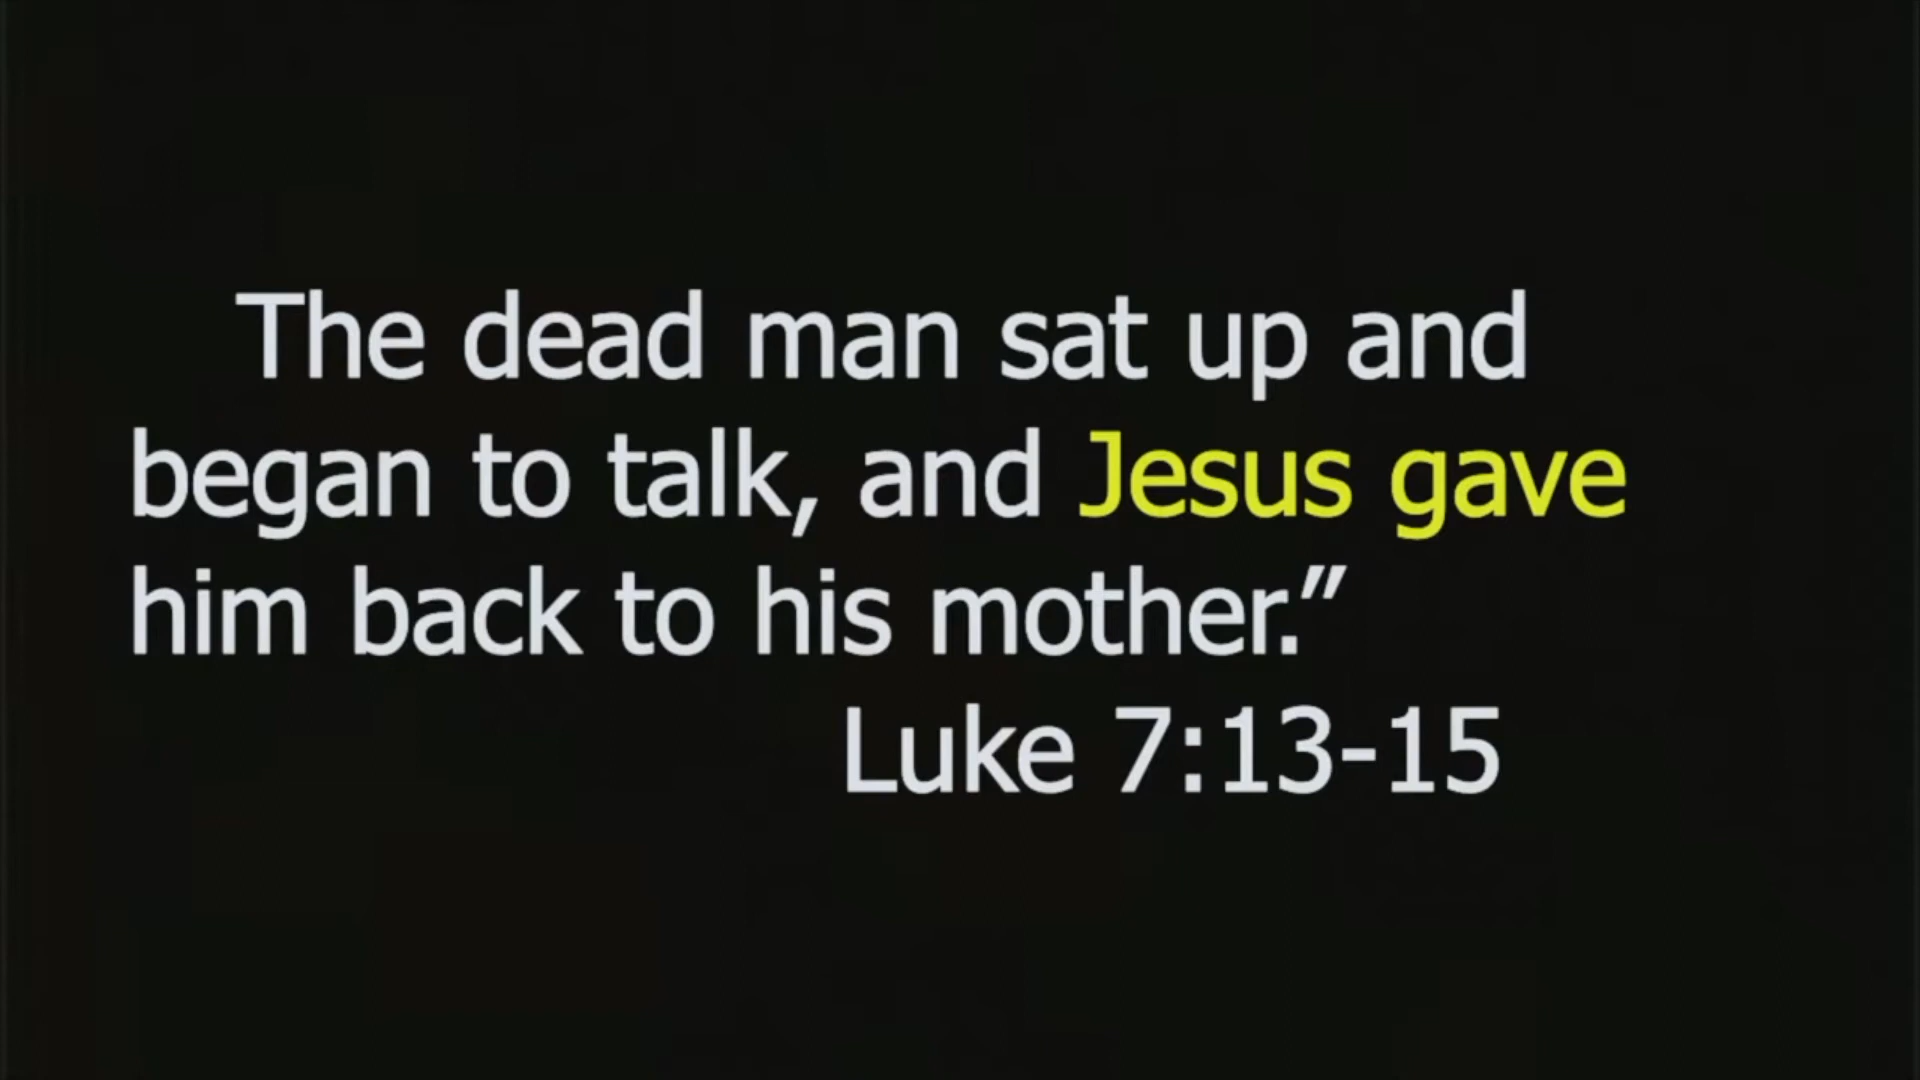 The dead man sat up and
began to talk, and Jesus gave
him back to his mother.”
Luke 7:13-15